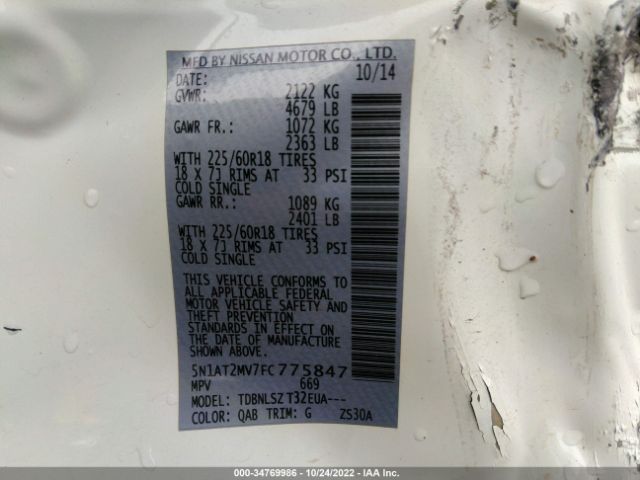 MFD BY NISSAN MOTOR CO., LTD.
DATE: 10/14
GVWR: 2122 KG
4679 LB
GAWR FR.: 1072 KG
2363 LB
WITH 225/60R18 TIRES
18 X 7J RIMS AT 33 PSI
COLD SINGLE
GAWR RR.: 1089 KG
2401 LB
WITH 225/60R18 TIRES
18 X 7J RIMS AT 33 PSI
COLD SINGLE
THIS VEHICLE CONFORMS TO
ALL APPLICABLE FEDERAL
MOTOR VEHICLE SAFETY AND
THEFT PREVENTION
STANDARDS IN EFFECT ON
THE DATE OF MANUFACTURE
SHOWN ABOVE.
5N1AT2MV7FC775847
MPV 669
MODEL: TDBNLSZ T32EUA---
COLOR: QAB TRIM: G ZS30A
000-34769986 - 10/24/2022 - IAA Inc.